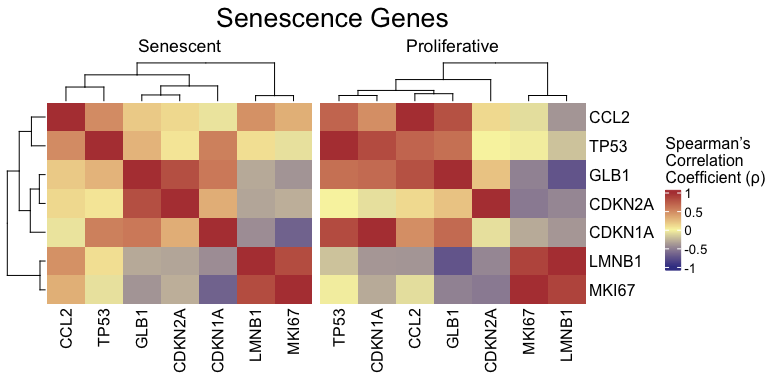 Senescence Genes
Senescent
Proliferative
CCL2
TP53
GLB1
CDKN2A
CDKN1A
LMNB1
MKI67
Spearman's
Correlation
Coefficient (ρ)
1
0.5
0
-0.5
-1
CCL2
TP53
GLB1
CDKN2A
CDKN1A
LMNB1
MKI67
TP53
CDKN1A
CCL2
GLB1
CDKN2A
MKI67
LMNB1